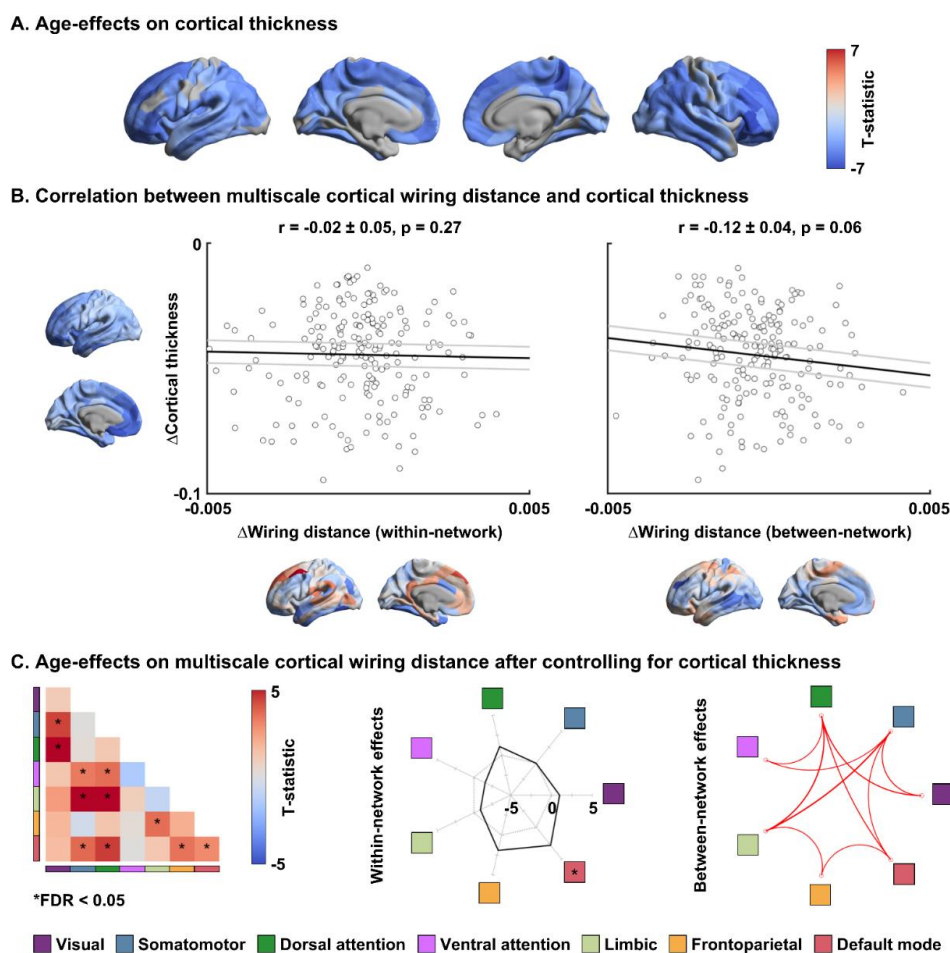 A. Age-effects on cortical thickness
7
T-statistic
-7
B. Correlation between multiscale cortical wiring distance and cortical thickness
r = -0.02 ± 0.05, p = 0.27
r = -0.12 ± 0.04, p = 0.06
0
ΔCortical thickness
-0.1
-0.005
0.005
-0.005
0.005
ΔWiring distance (within-network)
ΔWiring distance (between-network)
C. Age-effects on multiscale cortical wiring distance after controlling for cortical thickness
5
T-statistic
-5
* 
*
* *
* *
*
* * * *
*FDR < 0.05
Within-network effects
-5 0 5
*
Between-network effects
Visual Somatomotor Dorsal attention Ventral attention Limbic Frontoparietal Default mode